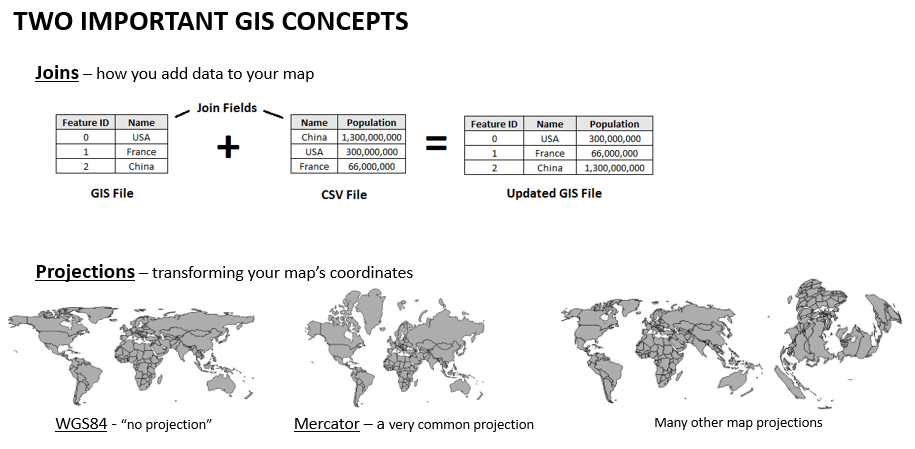 TWO IMPORTANT GIS CONCEPTS
Joins – how you add data to your map
Join Fields
Feature ID Name
0 USA
1 France
2 China
GIS File
+
Name Population
China 1,300,000,000
USA 300,000,000
France 66,000,000
CSV File
=
Feature ID Name Population
0 USA 300,000,000
1 France 66,000,000
2 China 1,300,000,000
Updated GIS File
Projections – transforming your map’s coordinates
WGS84 - “no projection”
Mercator – a very common projection
Many other map projections